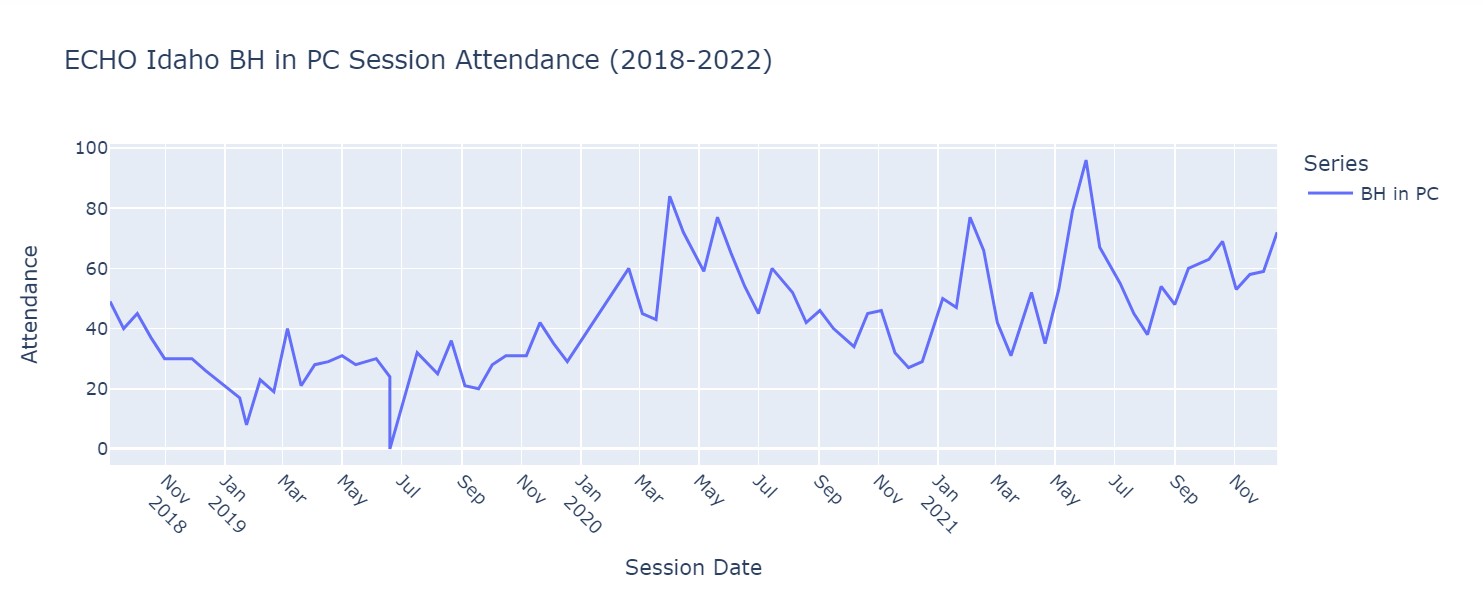 ECHO Idaho BH in PC Session Attendance (2018-2022)
100
80
60
40
20
0
Attendance
Nov
2018
Jan
2019
Mar
May
Jul
Sep
Nov
Jan
2020
Mar
May
Jul
Sep
Nov
Jan
2021
Mar
May
Jul
Sep
Nov
Session Date
Series
BH in PC